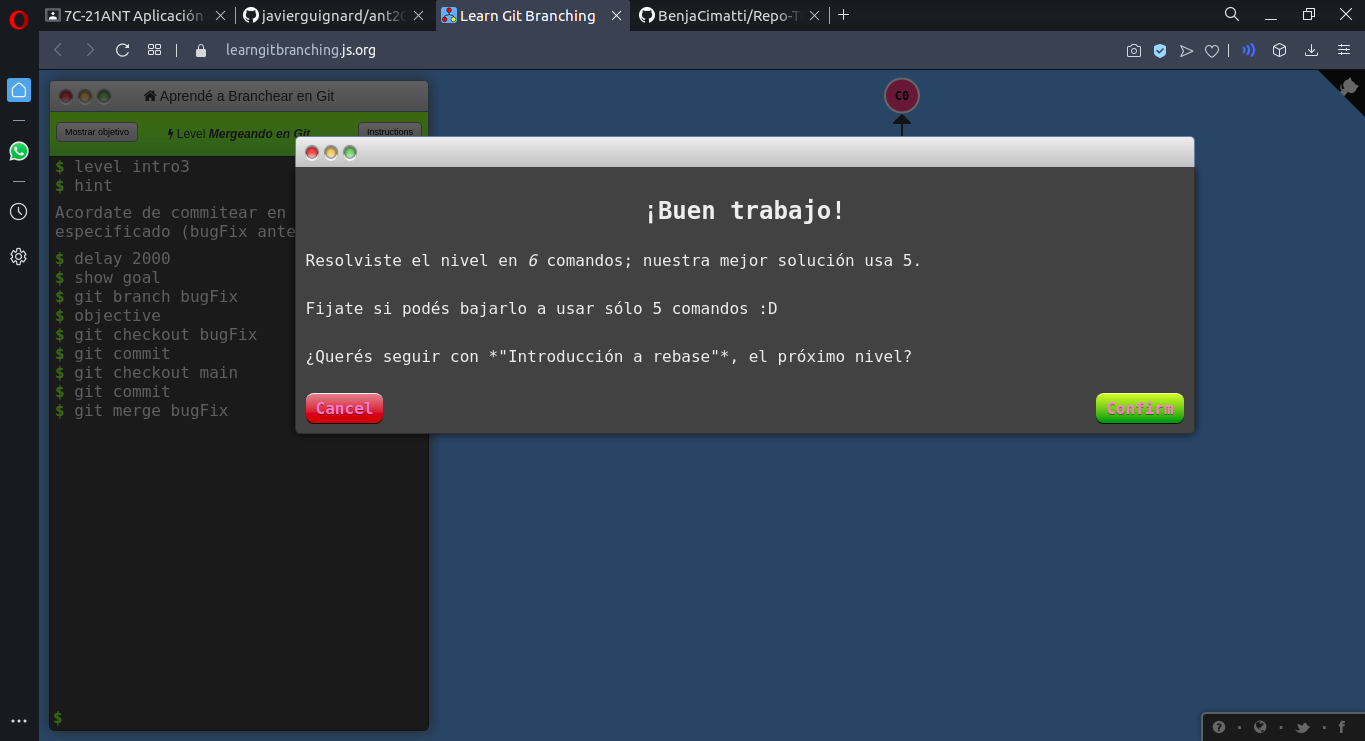 7C-21ANT Aplicación
javierguignard/ant20
Learn Git Branching
BenjaCimatti/Repo-T
learngitbranching.js.org
Aprendé a Branchear en Git
C0
Mostrar objetivo
Level Mergeando en Git
Instructions
$ level intro3
$ hint
Acordate de commitear en
especificado (bugFix ante
$ delay 2000
$ show goal
$ git branch bugFix
$ objective
$ git checkout bugFix
$ git commit
$ git checkout main
$ git commit
$ git merge bugFix
$
¡Buen trabajo!
Resolviste el nivel en 6 comandos; nuestra mejor solución usa 5.
Fijate si podés bajarlo a usar sólo 5 comandos :D
¿Querés seguir con *"Introducción a rebase"*, el próximo nivel?
Cancel
Confirm